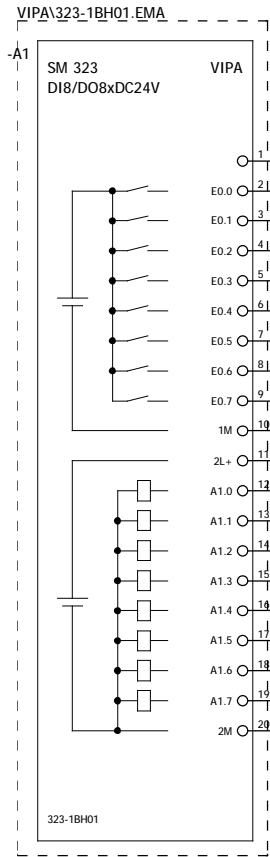 VIPA\323-1BH01.EMA
-A1
SM 323 VIPA
DI8/DO8xDC24V
1
E0.0 2
E0.1 3
E0.2 4
E0.3 5
E0.4 6
E0.5 7
E0.6 8
E0.7 9
1M 10
2L+ 11
A1.0 12
A1.1 13
A1.2 14
A1.3 15
A1.4 16
A1.5 17
A1.6 18
A1.7 19
2M 20
323-1BH01